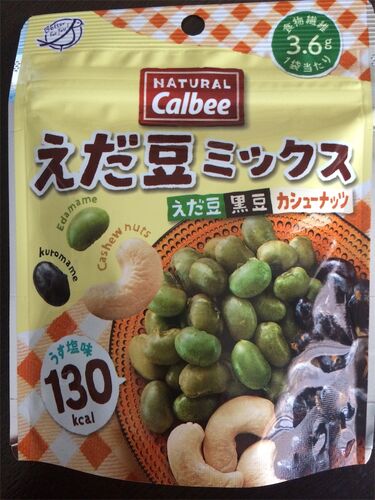 食物繊維
3.6g
1袋当たり
NATURAL
Calbee
えだ豆ミックス
えだ豆 黒豆 カシューナッツ
Edamame
Cashew nuts
kuromame
うす塩味
130
kcal